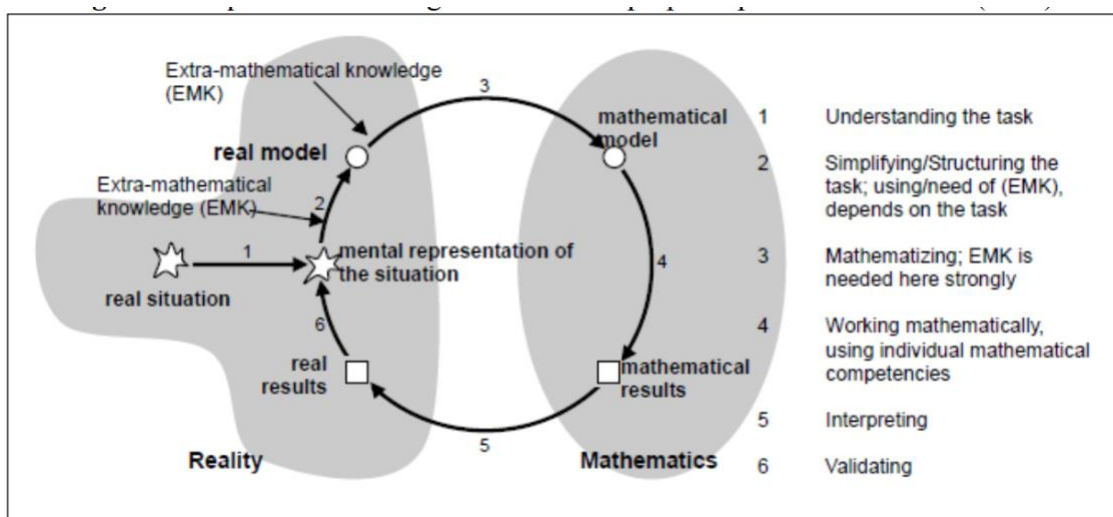 Extra-mathematical knowledge
(EMK)
3
mathematical
model
real model
Extra-mathematical
knowledge (EMK)
2
1
mental representation of
the situation
real situation
4
6
real
results
mathematical
results
5
Reality
Mathematics
1 Understanding the task
2 Simplifying/Structuring the
task; using/need of (EMK),
depends on the task
3 Mathematizing; EMK is
needed here strongly
4 Working mathematically,
using individual mathematical
competencies
5 Interpreting
6 Validating